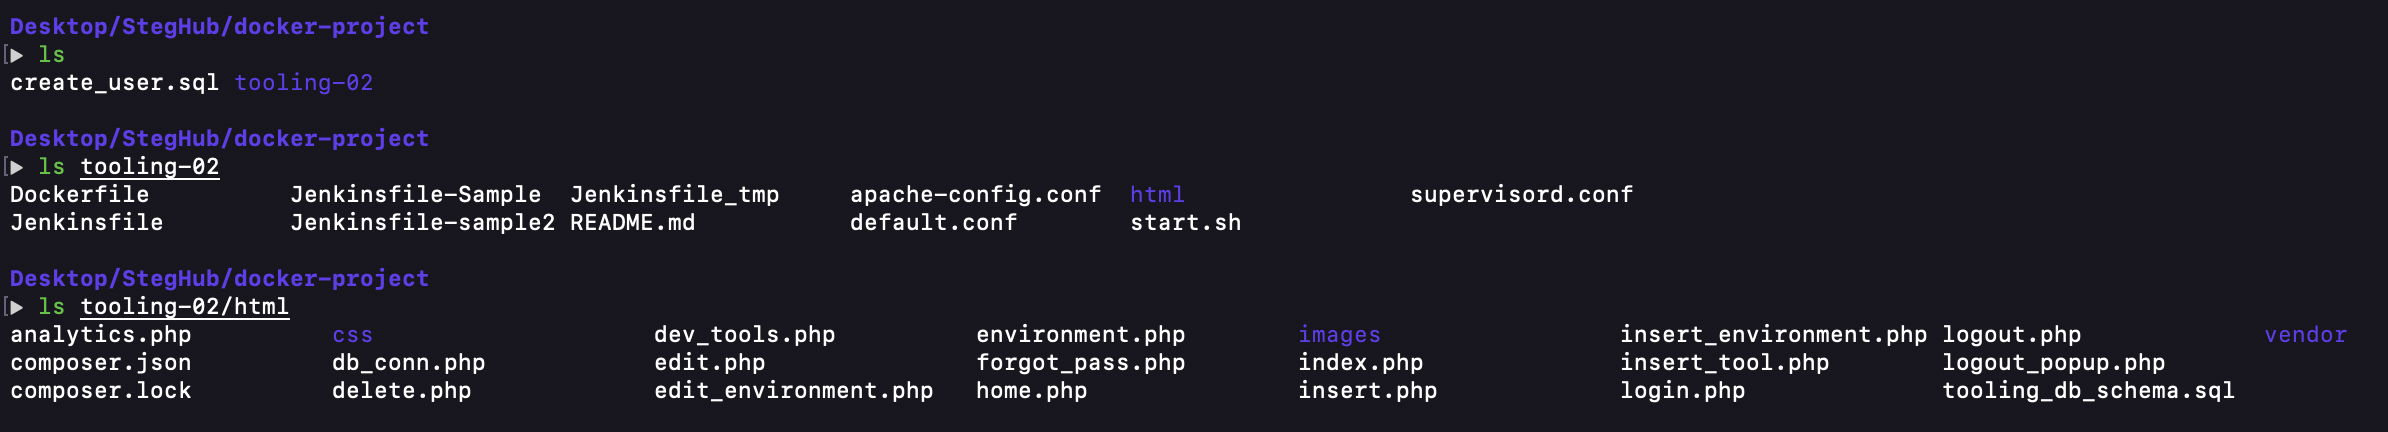 Desktop/StegHub/docker-project
[▶ ls
create_user.sql tooling-02
Desktop/StegHub/docker-project
[▶ ls tooling-02
Dockerfile Jenkinsfile-Sample Jenkinsfile_tmp apache-config.conf html supervisord.conf
Jenkinsfile Jenkinsfile-sample2 README.md default.conf start.sh
Desktop/StegHub/docker-project
[▶ ls tooling-02/html
analytics.php css dev_tools.php environment.php images insert_environment.php logout.php vendor
composer.json db_conn.php edit.php forgot_pass.php index.php insert_tool.php logout_popup.php
composer.lock delete.php edit_environment.php home.php insert.php login.php tooling_db_schema.sql